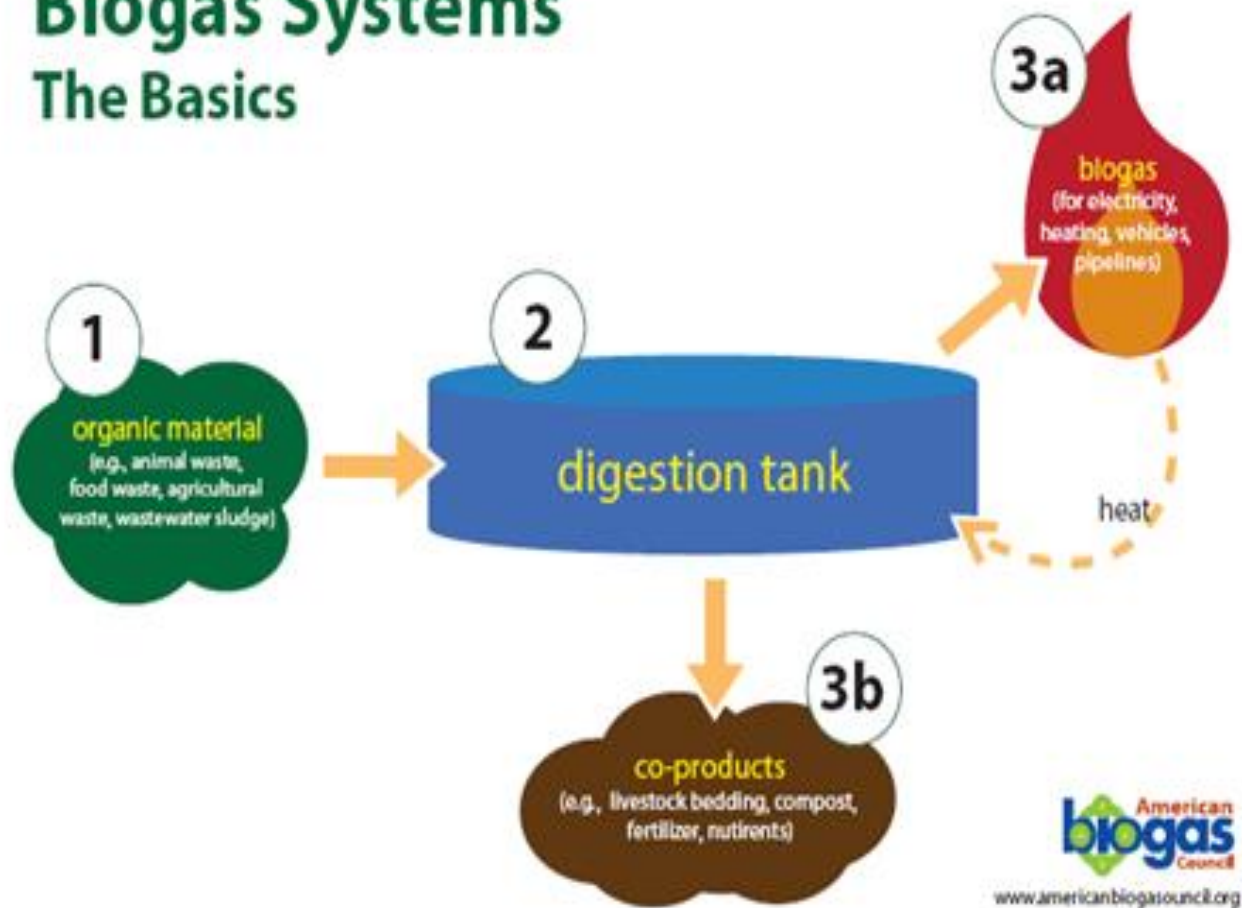 Biogas Systems
The Basics
1
organic material
(e.g., animal waste,
food waste, agricultural
waste, wastewater sludge)
2
digestion tank
3a
biogas
(for electricity,
heating, vehicles,
pipelines)
heat
3b
co-products
(e.g., livestock bedding, compost,
fertilizer, nutirents)
American
biogas
Council
www.americanbiogasouncil.org